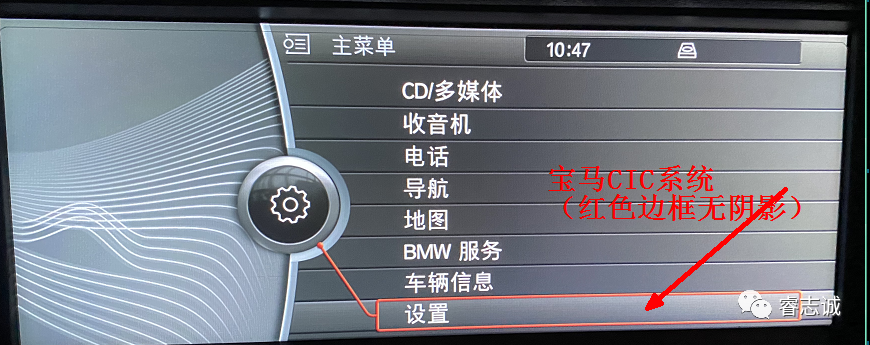 主菜单
10:47
CD/多媒体
收音机
电话
导航
地图
BMW 服务
车辆信息
设置
宝马CIC系统
（红色边框无阴影）
睿志诚